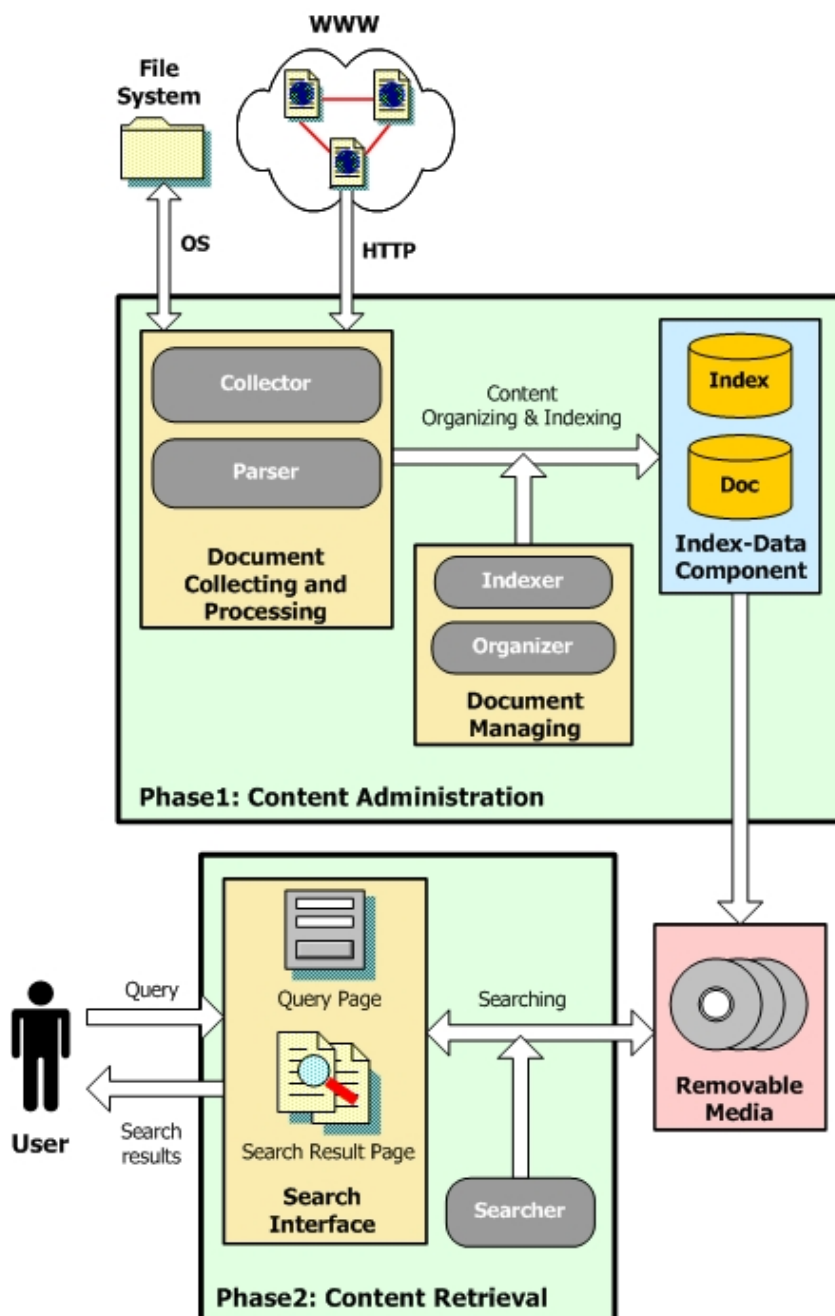 WWW
File
System
OS
HTTP
Collector
Parser
Document
Collecting and
Processing
Content
Organizing & Indexing
Indexer
Organizer
Document
Managing
Index
Doc
Index-Data
Component
Phase1: Content Administration
Query Page
Search Result Page
Search
Interface
Query
Search
results
User
Searching
Searcher
Removable
Media
Phase2: Content Retrieval